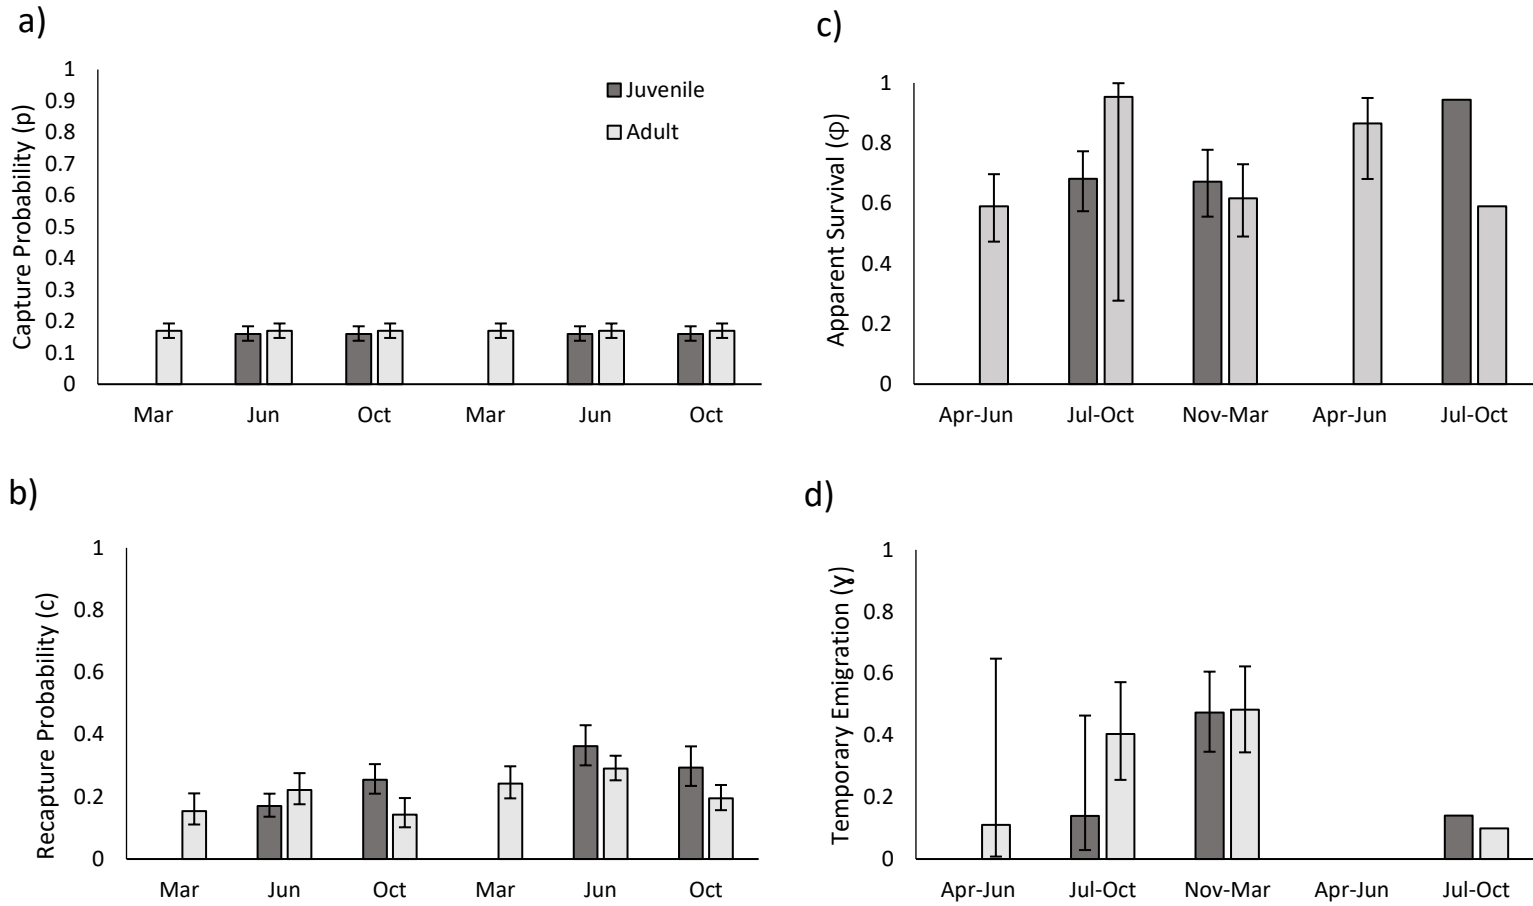 a)
Capture Probability (p)
1
0.9
0.8
0.7
0.6
0.5
0.4
0.3
0.2
0.1
0
Juvenile
Adult
Mar Jun Oct Mar Jun Oct
c)
Apparent Survival (φ)
1
0.8
0.6
0.4
0.2
0
Apr-Jun Jul-Oct Nov-Mar Apr-Jun Jul-Oct
b)
Recapture Probability (c)
1
0.8
0.6
0.4
0.2
0
Mar Jun Oct Mar Jun Oct
d)
Temporary Emigration (ɣ)
1
0.8
0.6
0.4
0.2
0
Apr-Jun Jul-Oct Nov-Mar Apr-Jun Jul-Oct